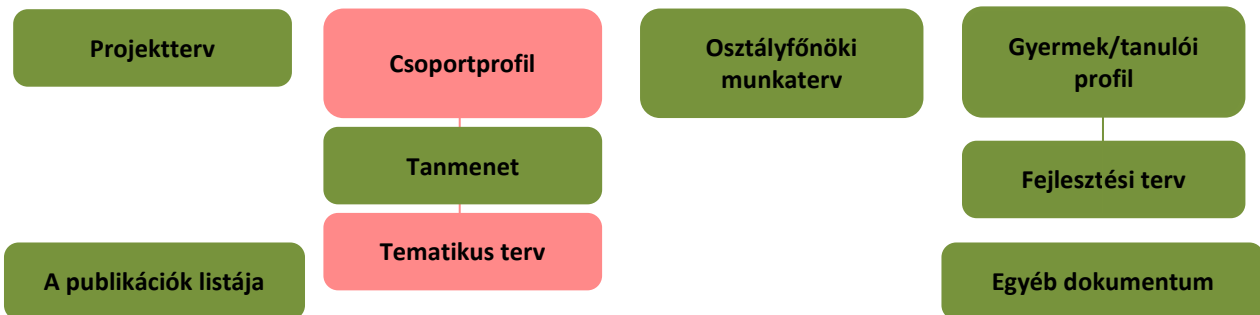 Projektterv
Csoportprofil
Osztályfőnöki
munkaterv
Gyermek/tanulói
profil
Tanmenet
Fejlesztési terv
Tematikus terv
A publikációk listája
Egyéb dokumentum